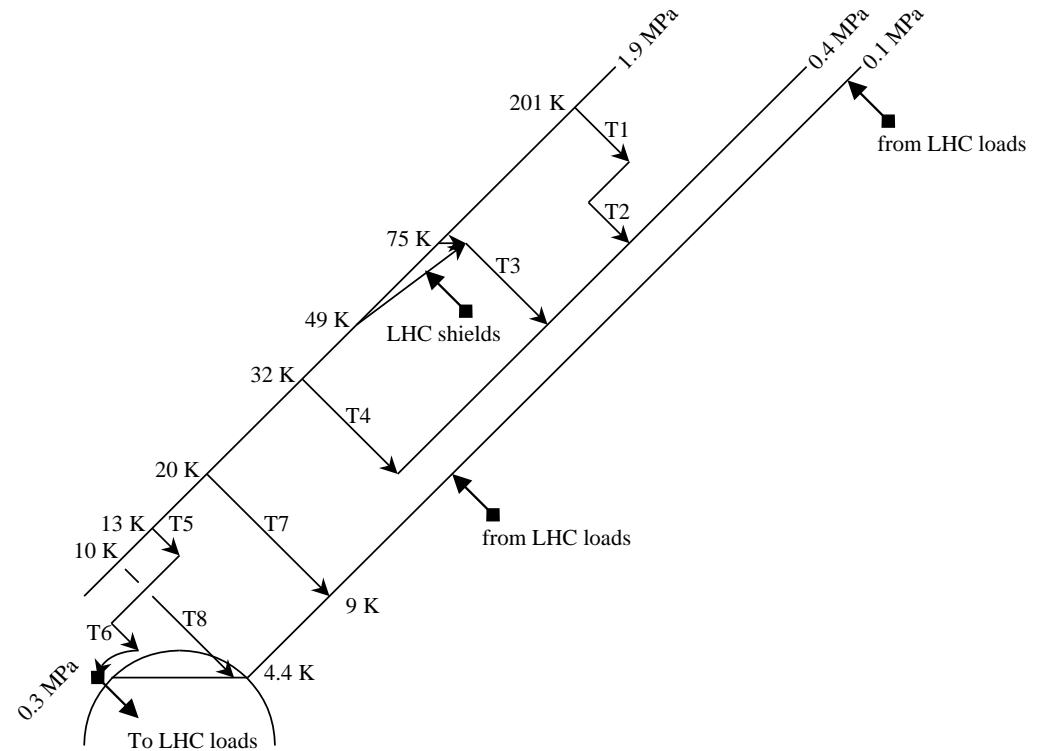 1.9 MPa
0.4 MPa
0.1 MPa
201 K
T1
from LHC loads
T2
75 K
T3
49 K
LHC shields
32 K
T4
20 K
13 K
T5
T7
10 K
from LHC loads
9 K
T8
T6
4.4 K
0.3 MPa
To LHC loads